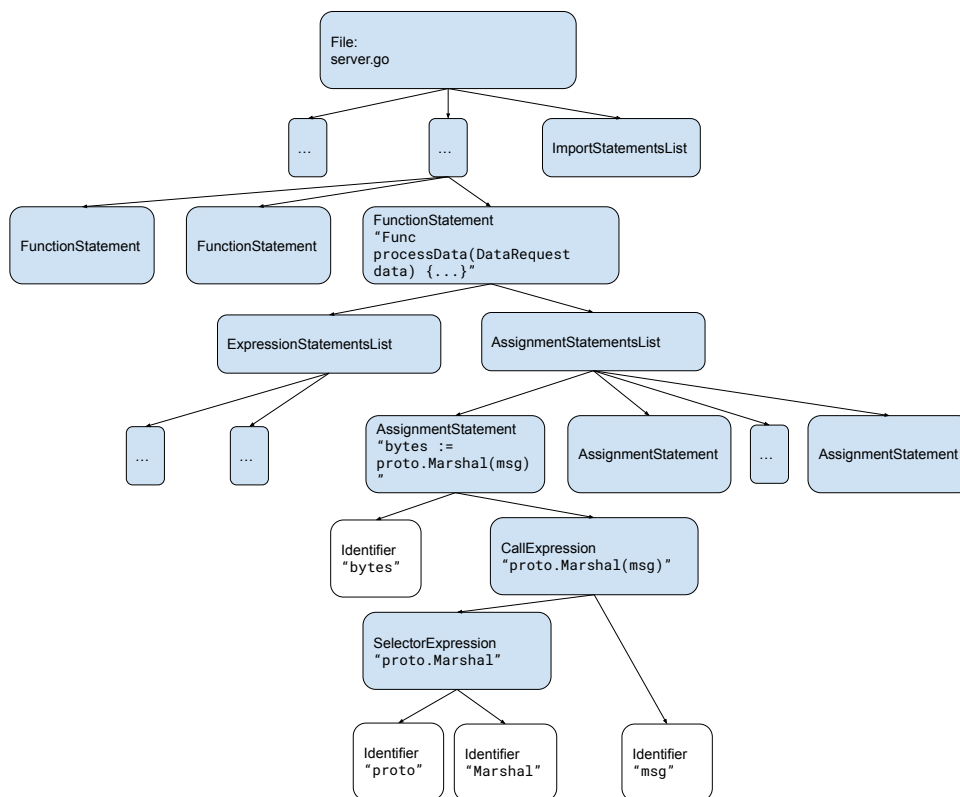 File:
server.go
...
...
ImportStatementsList
FunctionStatement
FunctionStatement
FunctionStatement
“Func
processData(DataRequest
data) {...}”
ExpressionStatementsList
AssignmentStatementsList
...
...
AssignmentStatement
“bytes :=
proto.Marshal(msg)
”
AssignmentStatement
...
AssignmentStatement
Identifier
“bytes”
CallExpression
“proto.Marshal(msg)”
SelectorExpression
“proto.Marshal”
Identifier
“proto”
Identifier
“Marshal”
Identifier
“msg”